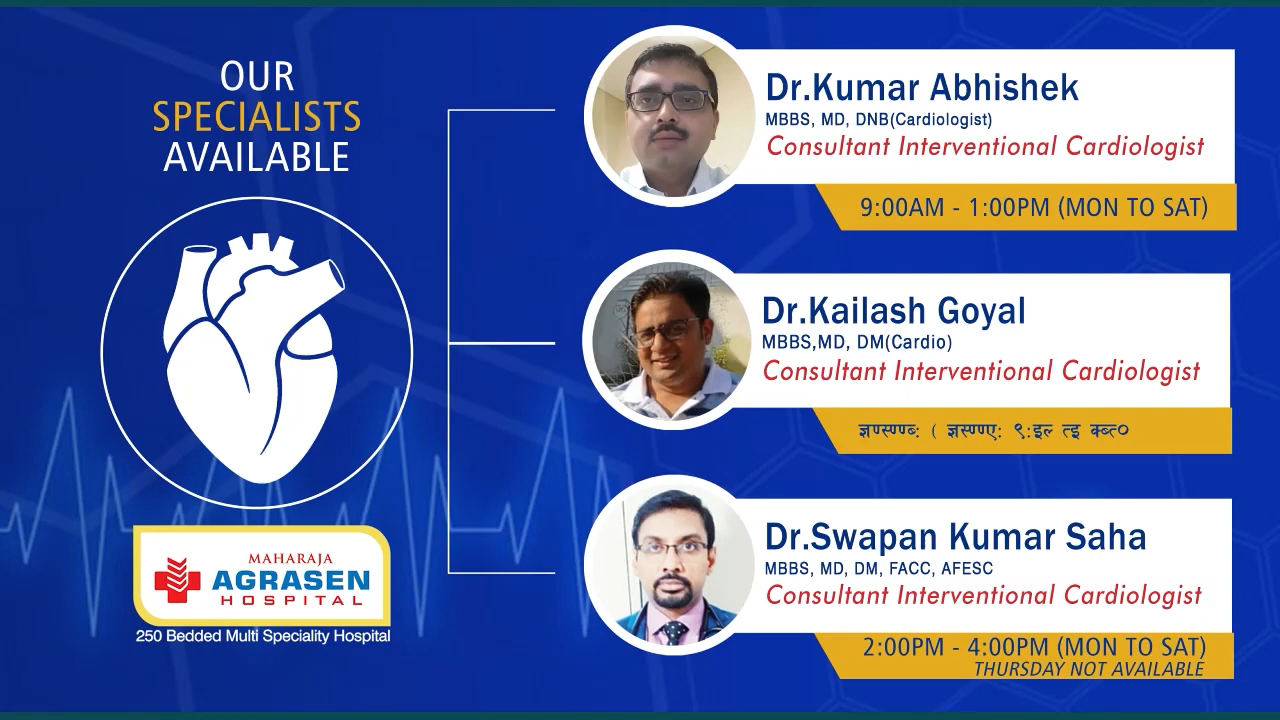 OUR
SPECIALISTS
AVAILABLE
MAHARAJA
AGRASEN
HOSPITAL
250 Bedded Multi Speciality Hospital
Dr.Kumar Abhishek
MBBS, MD, DNB(Cardiologist)
Consultant Interventional Cardiologist
9:00AM - 1:00PM (MON TO SAT)
Dr.Kailash Goyal
MBBS,MD, DM(Cardio)
Consultant Interventional Cardiologist
Dr.Swapan Kumar Saha
MBBS, MD, DM, FACC, AFESC
Consultant Interventional Cardiologist
2:00PM - 4:00PM (MON TO SAT)
THURSDAY NOT AVAILABLE